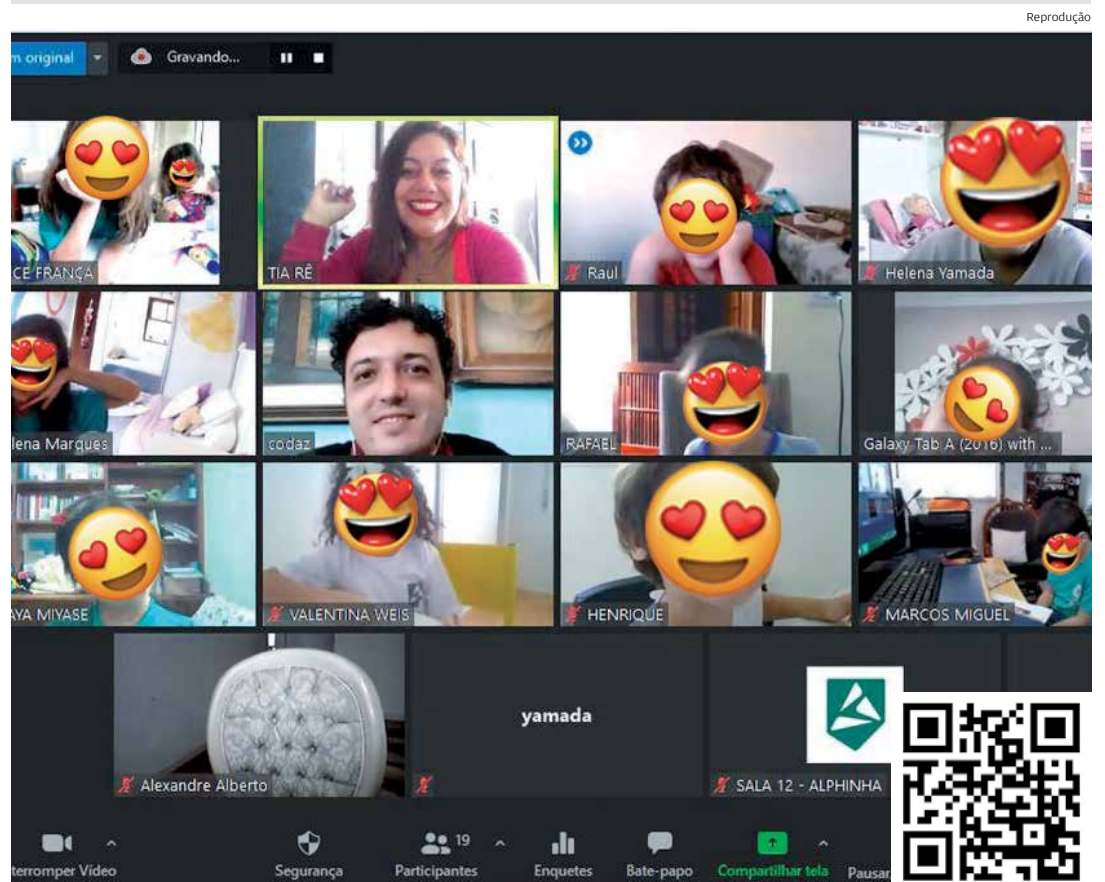 Reprodução
m original
Gravando...
CE FRANÇA
TIA RÊ
Raul
Helena Yamada
lena Marques
codaz
RAFAEL
Galaxy Tab A (2016) with ...
AYA MIYASE
VALENTINA WEIS
HENRIQUE
MARCOS MIGUEL
Alexandre Alberto
yamada
SALA 12 - ALPHINHA
terromper Vídeo
Segurança
Participantes
19
Enquetes
Bate-papo
Compartilhar tela
Pausar